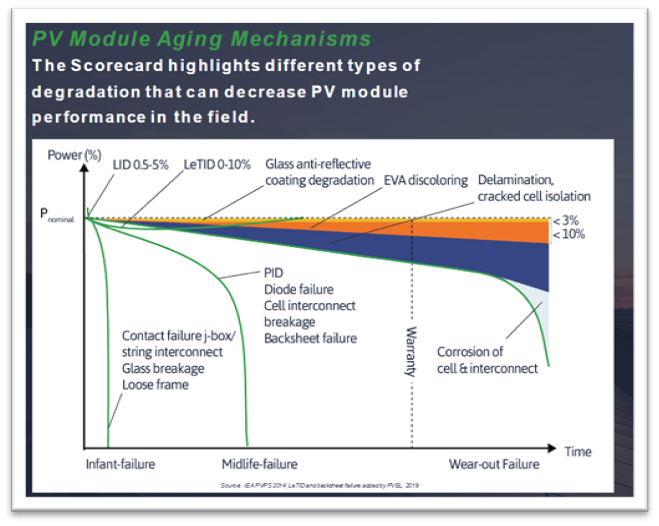 PV Module Aging Mechanisms
The Scorecard highlights different types of
degradation that can decrease PV module
performance in the field.
Power (%)
LID 0.5-5%
LeTID 0-10%
Glass anti-reflective
coating degradation
EVA discoloring
Delamination,
cracked cell isolation
P nominal
< 3%
< 10%
PID
Diode failure
Cell interconnect
breakage
Backsheet failure
Contact failure j-box/
string interconnect
Glass breakage
Loose frame
Warranty
Corrosion of
cell & interconnect
Time
Infant-failure
Midlife-failure
Wear-out Failure
Source: IEA PVPS 2014, LeTID and backsheet failure added by PVEL, 2019